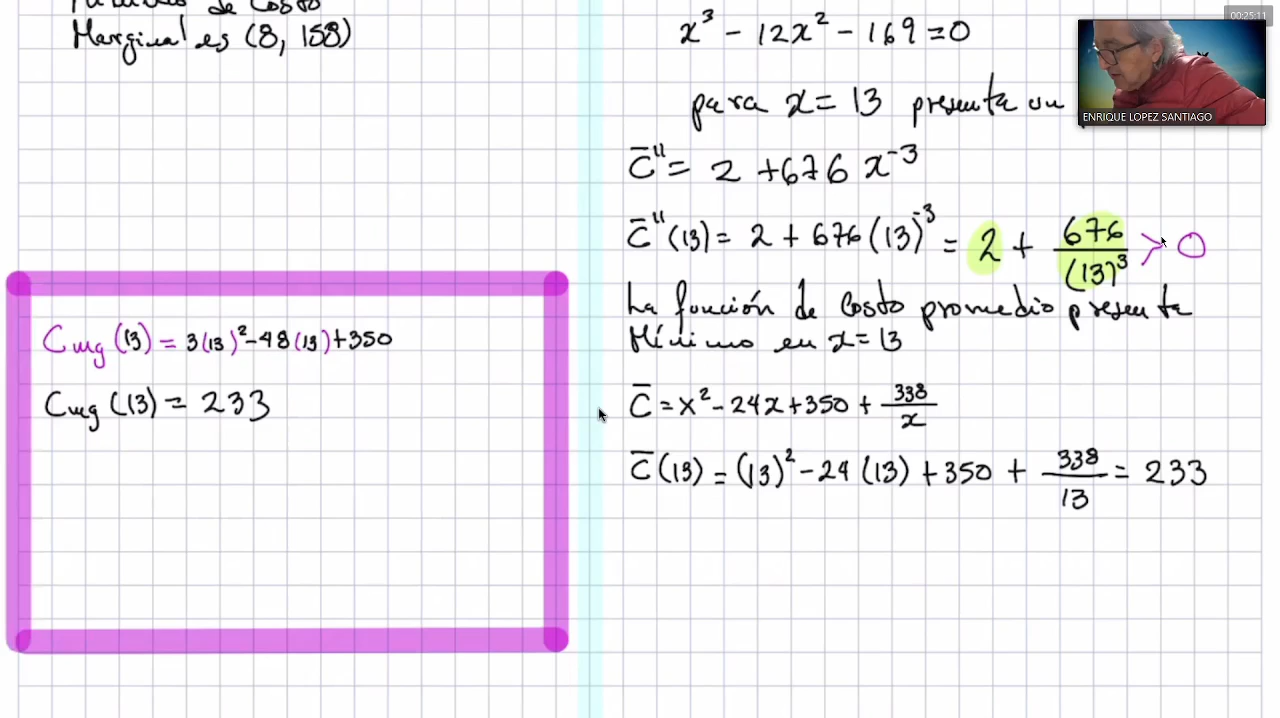 de Costo
Marginal es (8, 158)
Cmg (13) = 3(13)²-48(13)+350
Cmg (13) = 233
00:25:11
x³ - 12x² - 169 = 0
ENRIQUE LOPEZ SANTIAGO
para x = 13 presenta un
C̄'' = 2 + 676 x⁻³
C̄''(13) = 2 + 676 (13)⁻³ = 2 + 676/(13)³ > 0
La función de Costo promedio presenta
Mínimo en x = 13
C̄ = x² - 24x + 350 + 338/x
C̄(13) = (13)² - 24 (13) + 350 + 338/13 = 233